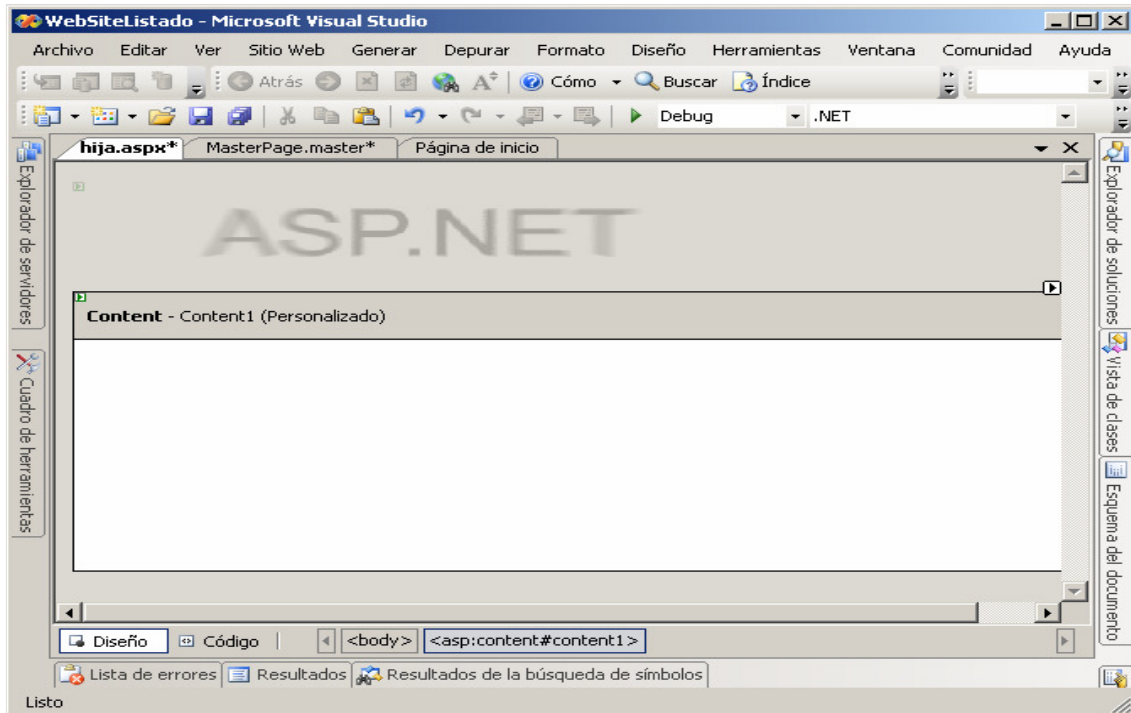 WebSiteListado - Microsoft Visual Studio
Archivo Editar Ver Sitio Web Generar Depurar Formato Diseño Herramientas Ventana Comunidad Ayuda
Atrás A Cómo Buscar Índice
Debug .NET
hija.aspx* MasterPage.master* Página de inicio
Explorador de servidores
Cuadro de herramientas
ASP.NET
Content - Content1 (Personalizado)
Explorador de soluciones
Vista de clases
Esquema del documento
Diseño Código <body> <asp:content#content1>
Lista de errores Resultados Resultados de la búsqueda de símbolos
Listo